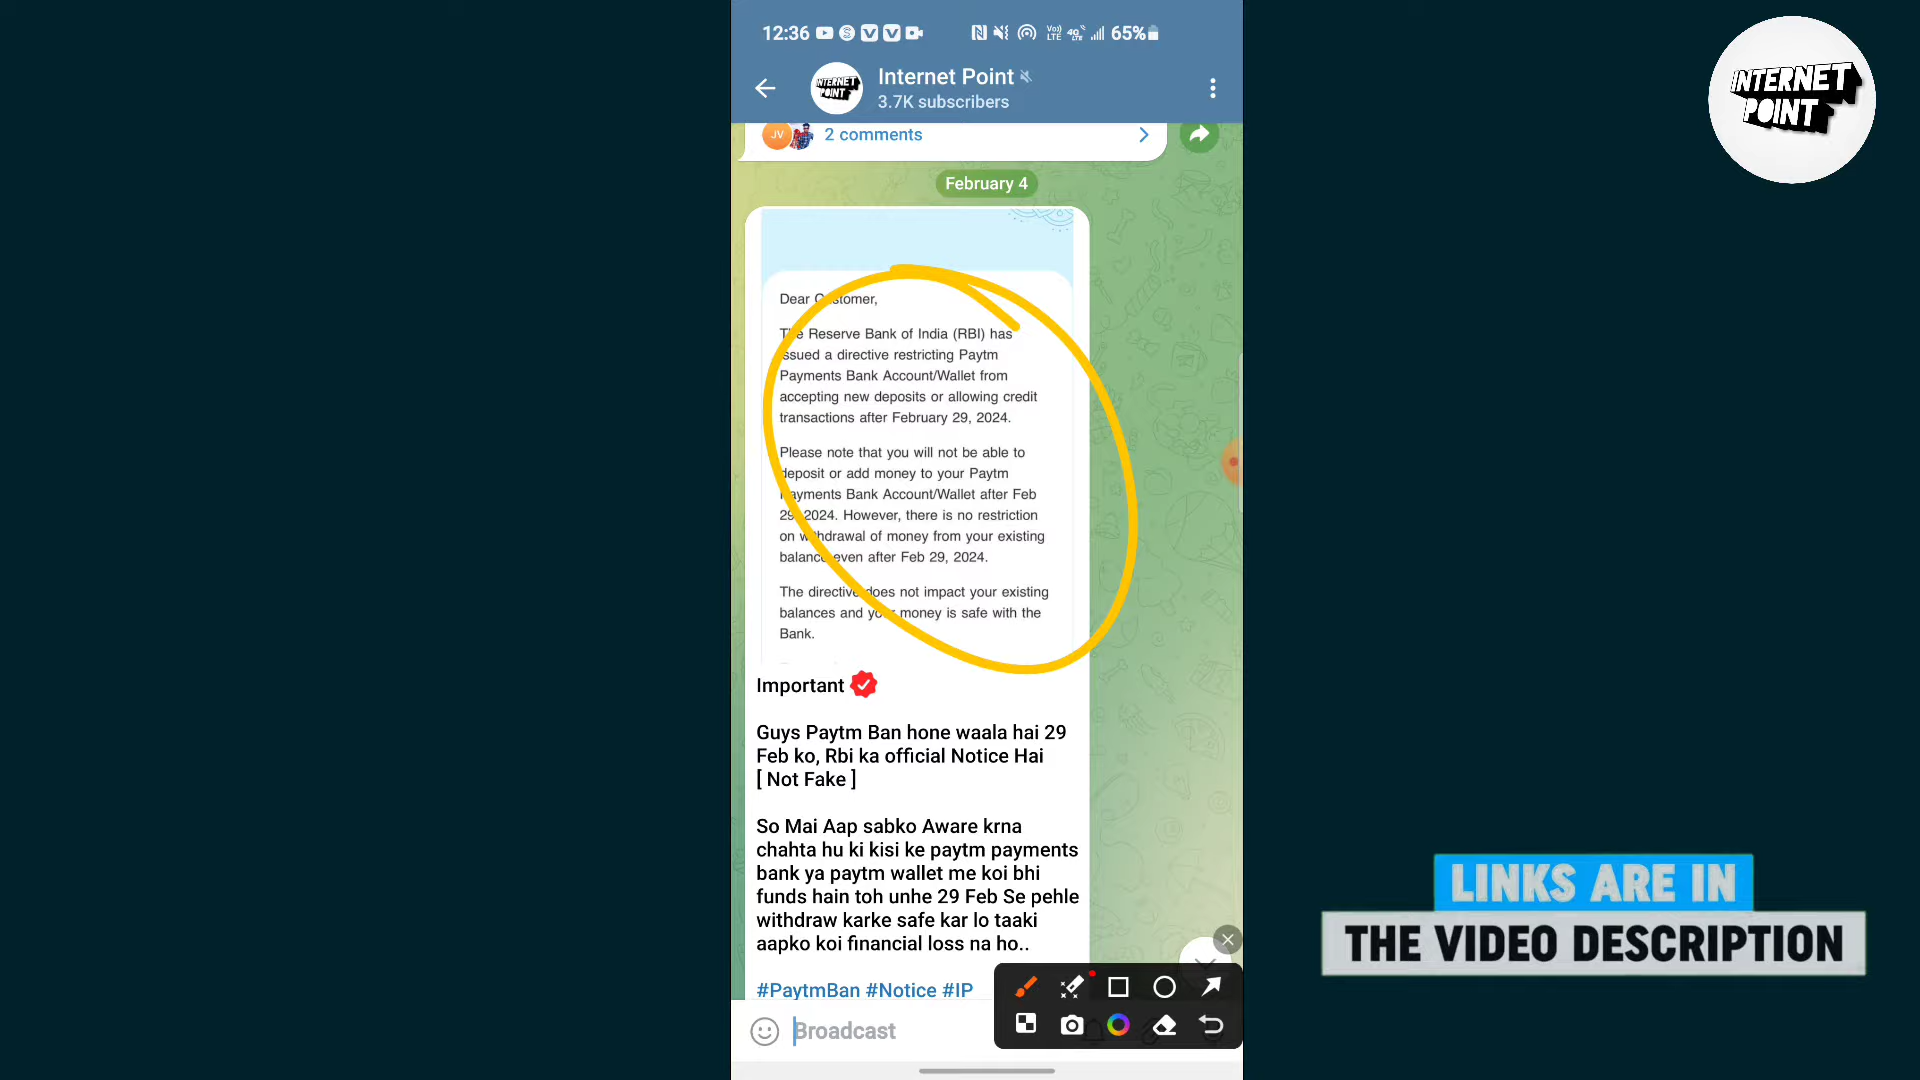 12:36
VoLTE 4G 65%
Internet Point
3.7K subscribers
INTERNET
POINT
INTERNET
POINT
JV 2 comments
February 4
Dear Customer,
The Reserve Bank of India (RBI) has
issued a directive restricting Paytm
Payments Bank Account/Wallet from
accepting new deposits or allowing credit
transactions after February 29, 2024.
Please note that you will not be able to
deposit or add money to your Paytm
Payments Bank Account/Wallet after Feb
29, 2024. However, there is no restriction
on withdrawal of money from your existing
balance even after Feb 29, 2024.
The directive does not impact your existing
balances and your money is safe with the
Bank.
Important
Guys Paytm Ban hone waala hai 29
Feb ko, Rbi ka official Notice Hai
[ Not Fake ]
So Mai Aap sabko Aware krna
chahta hu ki kisi ke paytm payments
bank ya paytm wallet me koi bhi
funds hain toh unhe 29 Feb Se pehle
withdraw karke safe kar lo taaki
aapko koi financial loss na ho..
#PaytmBan #Notice #IP
Broadcast
LINKS ARE IN
THE VIDEO DESCRIPTION